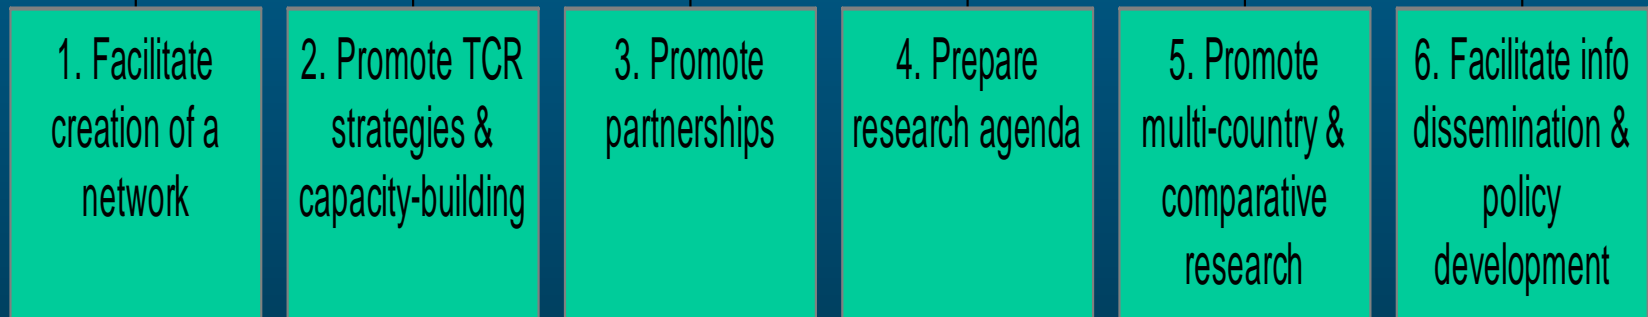 1. Facilitate
creation of a
network
2. Promote TCR
strategies &
capacity-building
3. Promote
partnerships
4. Prepare
research agenda
5. Promote
multi-country &
comparative
research
6. Facilitate info
dissemination &
policy
development